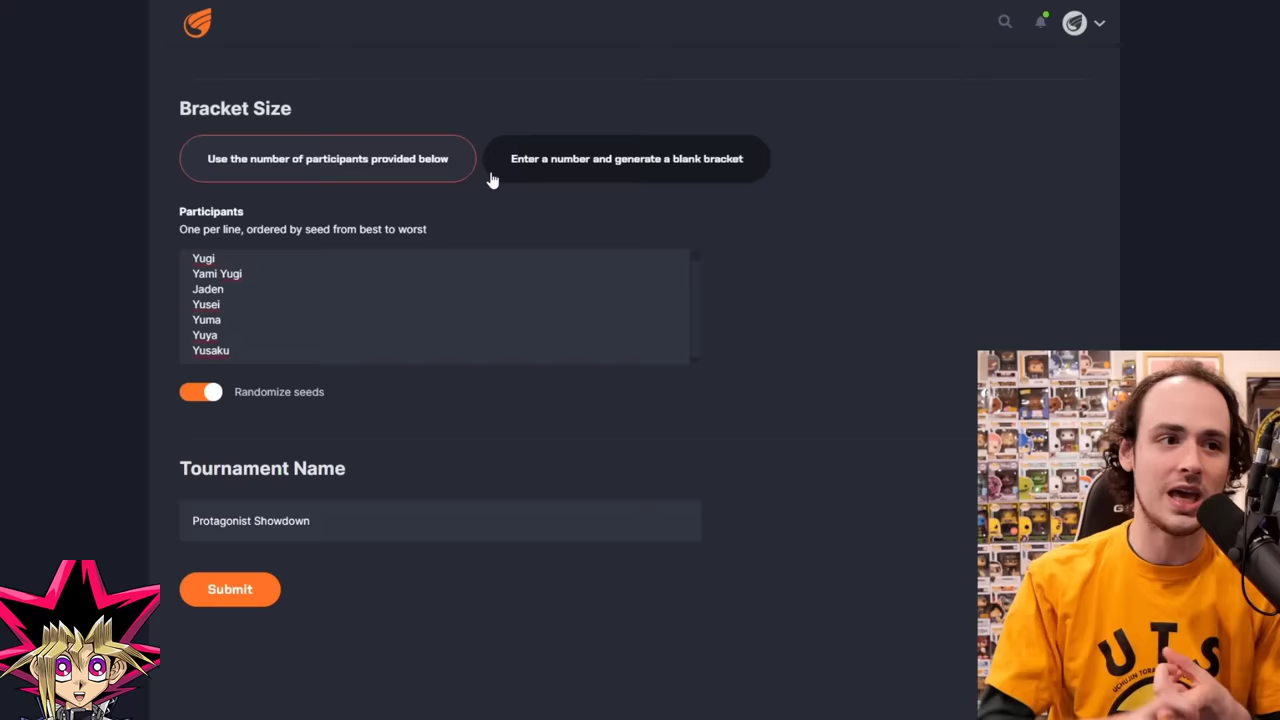 Bracket Size
Use the number of participants provided below
Enter a number and generate a blank bracket
Participants
One per line, ordered by seed from best to worst
Yugi
Yami Yugi
Jaden
Yusei
Yuma
Yuya
Yusaku
Randomize seeds
Tournament Name
Protagonist Showdown
Submit
UTS